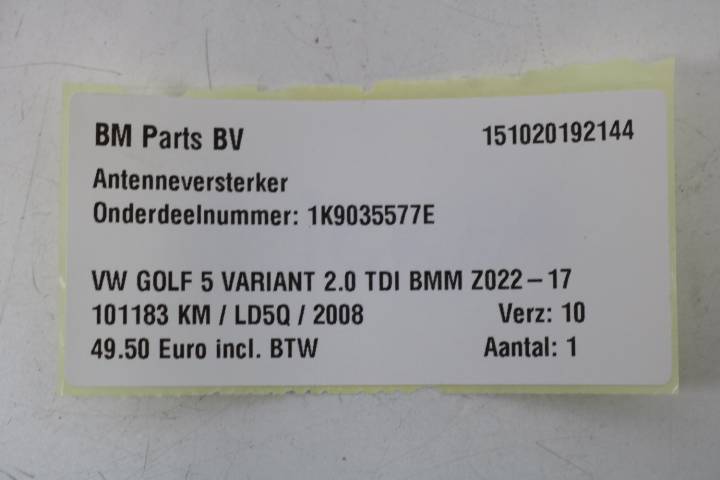 BM Parts BV 151020192144
Antenneversterker
Onderdeelnummer: 1K9035577E
VW GOLF 5 VARIANT 2.0 TDI BMM Z022-17
101183 KM / LD5Q / 2008 Verz: 10
49.50 Euro incl. BTW Aantal: 1